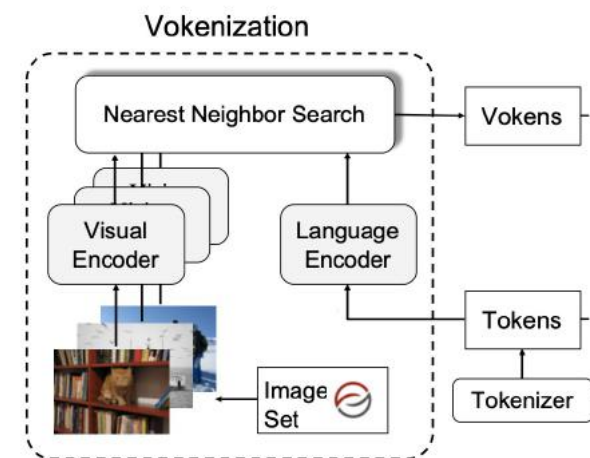 Vokenization
Nearest Neighbor Search
Vokens
Visual
Encoder
Language
Encoder
Tokens
Image
Set
Tokenizer